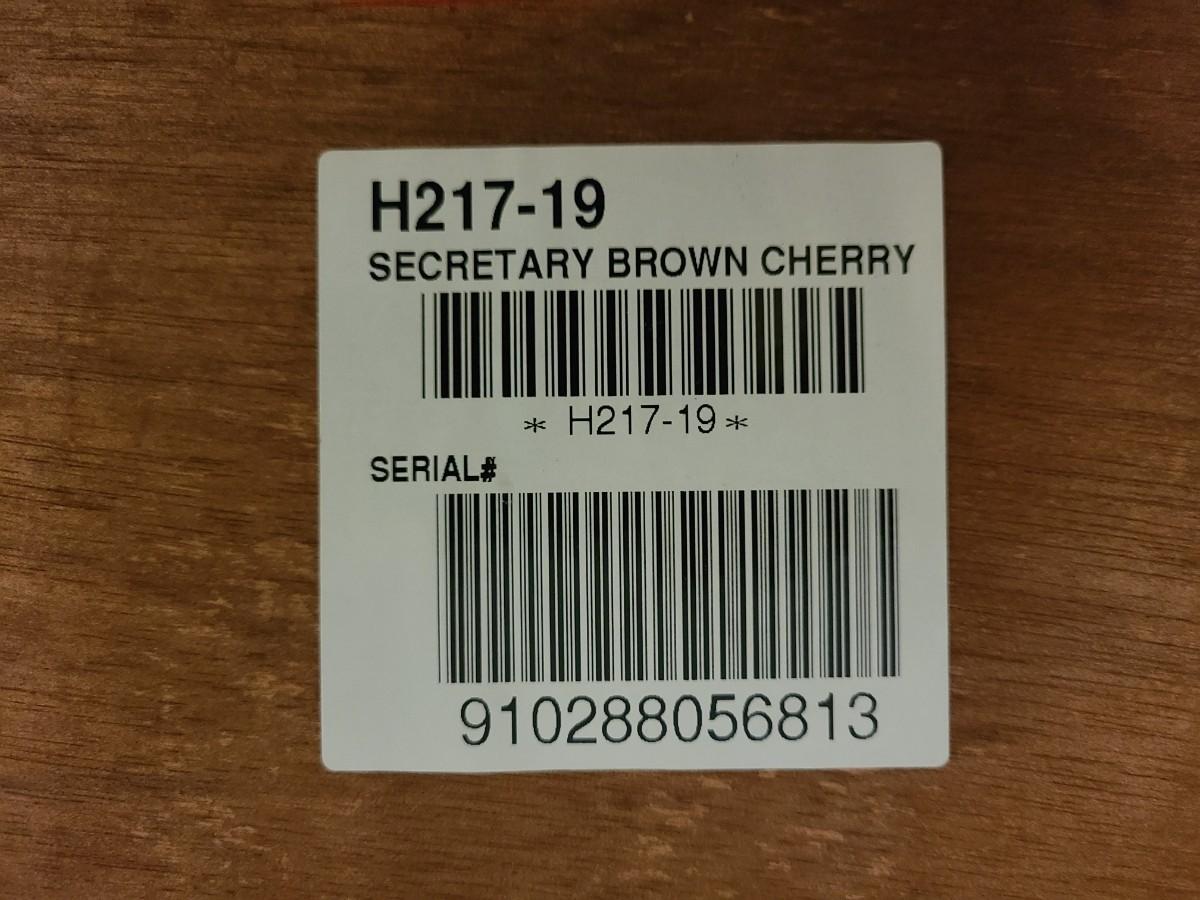 H217-19
SECRETARY BROWN CHERRY
* H217-19 *
SERIAL#
910288056813